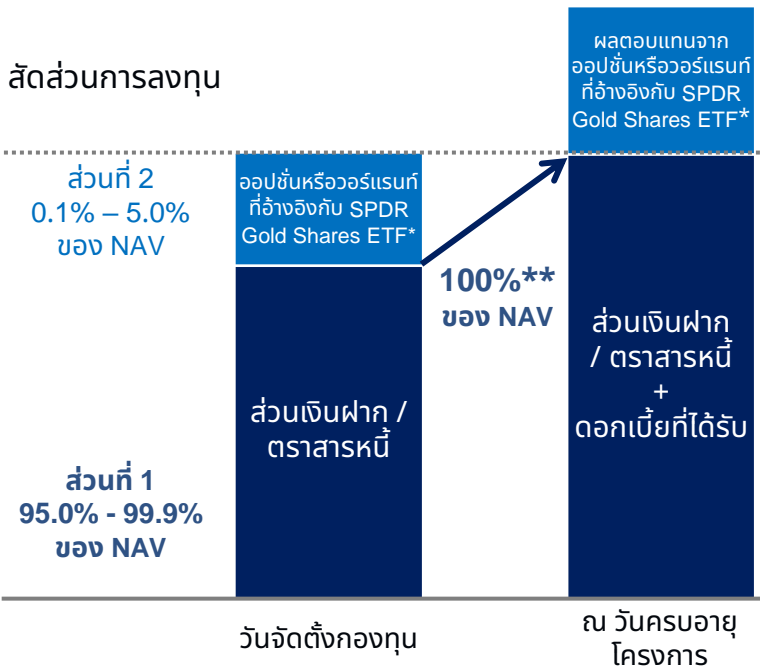 สัดส่วนการลงทุน
ผลตอบแทนจาก
ออปชั่นหรือวอร์แรนท์
ที่อ้างอิงกับ SPDR
Gold Shares ETF*
ส่วนที่ 2
0.1% – 5.0%
ของ NAV
ออปชั่นหรือวอร์แรนท์
ที่อ้างอิงกับ SPDR
Gold Shares ETF*
100%**
ของ NAV
ส่วนเงินฝาก
/ ตราสารหนี้
+
ดอกเบี้ยที่ได้รับ
ส่วนเงินฝาก /
ตราสารหนี้
ส่วนที่ 1
95.0% - 99.9%
ของ NAV
วันจัดตั้งกองทุน
ณ วันครบอายุ
โครงการ